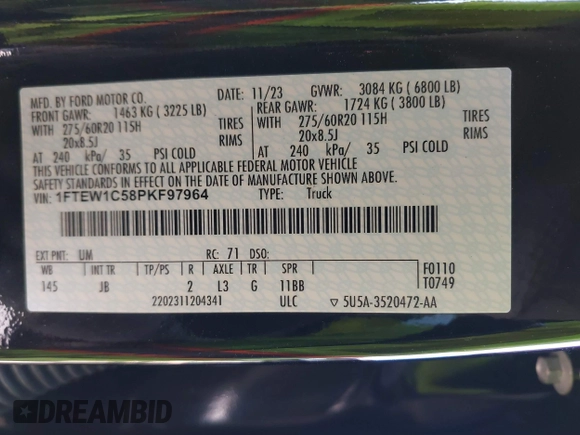 MFD. BY FORD MOTOR CO.
DATE: 11/23 GVWR: 3084 KG ( 6800 LB)
FRONT GAWR: 1463 KG ( 3225 LB)
REAR GAWR: 1724 KG ( 3800 LB)
WITH 275/60R20 115H TIRES
WITH 275/60R20 115H TIRES
20x8.5J RIMS
20x8.5J RIMS
AT 240 kPa/ 35 PSI COLD
AT 240 kPa/ 35 PSI COLD
THIS VEHICLE CONFORMS TO ALL APPLICABLE FEDERAL MOTOR VEHICLE
SAFETY STANDARDS IN EFFECT ON THE DATE OF MANUFACTURE SHOWN ABOVE.
VIN: 1FTEW1C58PKF97964 TYPE: Truck
EXT PNT: UM RC: 71 DSO:
WB INT TR TP/PS R AXLE TR SPR
145 JB 2 L3 G 11BB
F0110
T0749
2202311204341 ULC ▽ 5U5A-3520472-AA
DREAMBID